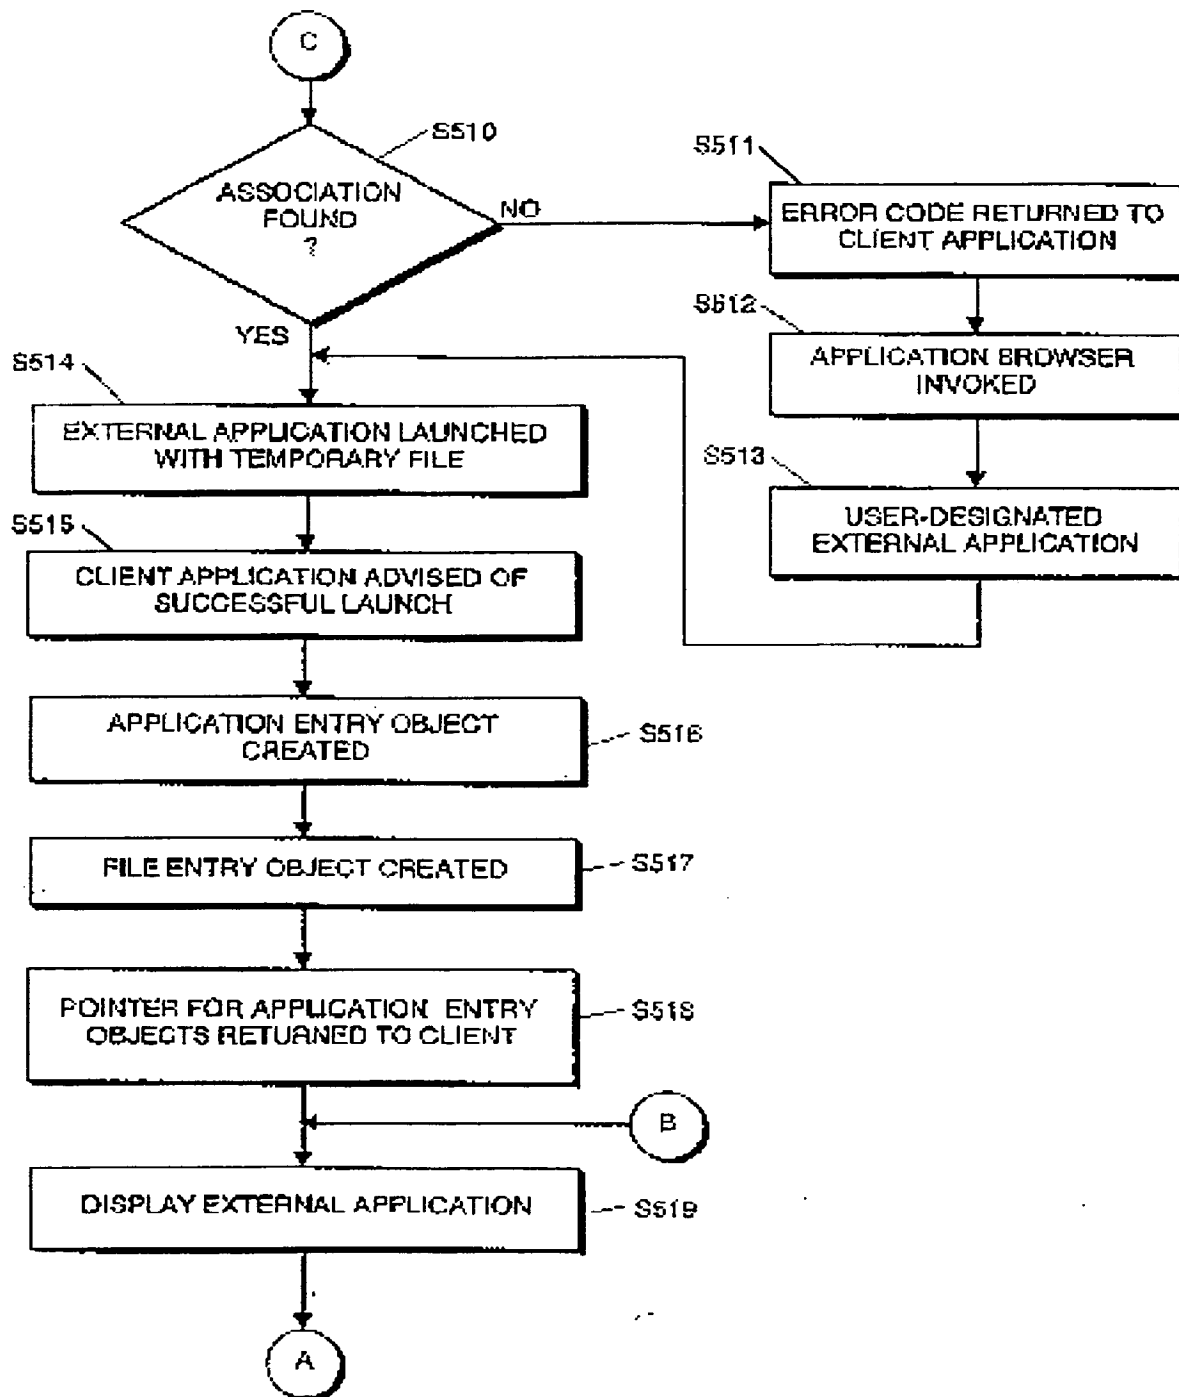 C
S510
ASSOCIATION
FOUND
?
NO
YES
S511
ERROR CODE RETURNED TO
CLIENT APPLICATION
S512
APPLICATION BROWSER
INVOKED
S513
USER-DESIGNATED
EXTERNAL APPLICATION
S514
EXTERNAL APPLICATION LAUNCHED
WITH TEMPORARY FILE
S515
CLIENT APPLICATION ADVISED OF
SUCCESSFUL LAUNCH
APPLICATION ENTRY OBJECT
CREATED
S516
FILE ENTRY OBJECT CREATED
S517
POINTER FOR APPLICATION ENTRY
OBJECTS RETURNED TO CLIENT
S518
B
DISPLAY EXTERNAL APPLICATION
S519
A